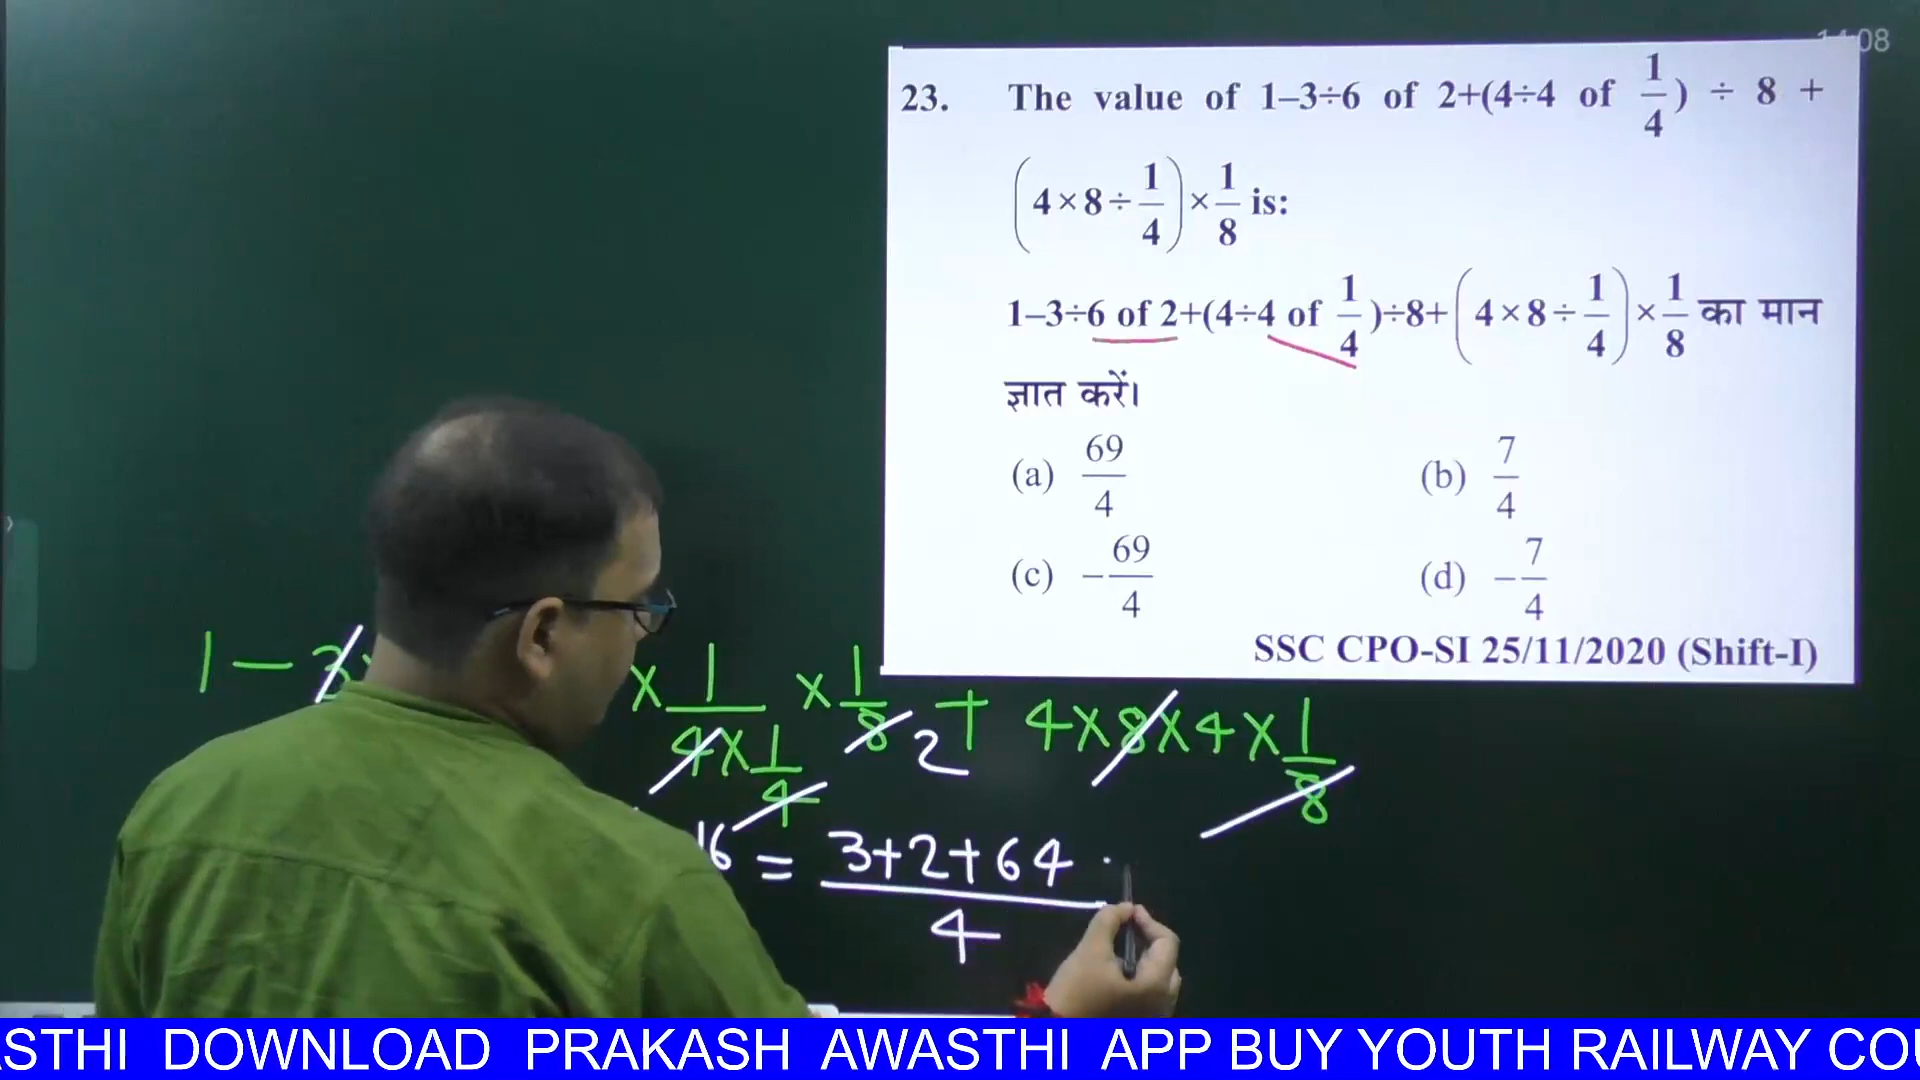 14:08
23. The value of 1–3÷6 of 2+(4÷4 of 1/4) ÷ 8 +
(4×8÷1/4)×1/8 is:
1–3÷6 of 2+(4÷4 of 1/4)÷8+(4×8÷1/4)×1/8 का मान
ज्ञात करें।
(a) 69/4 (b) 7/4
(c) –69/4 (d) –7/4
SSC CPO-SI 25/11/2020 (Shift-I)
1 – 3 × 1/(4×1/4) × 1/8 2 + 4×8×4×1/8
16 = (3+2+64)/4
ASTHI DOWNLOAD PRAKASH AWASTHI APP BUY YOUTH RAILWAY COU